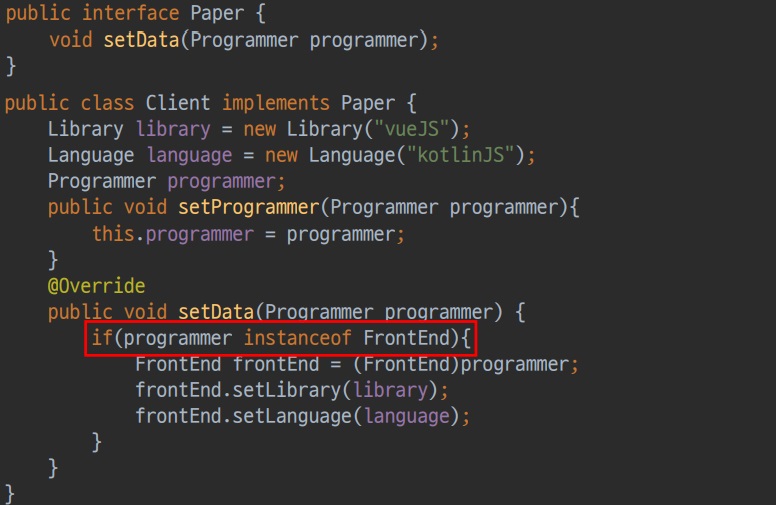 public interface Paper {
    void setData(Programmer programmer);
}
public class Client implements Paper {
    Library library = new Library("vueJS");
    Language language = new Language("kotlinJS");
    Programmer programmer;
    public void setProgrammer(Programmer programmer){
        this.programmer = programmer;
    }
    @Override
    public void setData(Programmer programmer) {
        if(programmer instanceof FrontEnd){
            FrontEnd frontEnd = (FrontEnd)programmer;
            frontEnd.setLibrary(library);
            frontEnd.setLanguage(language);
        }
    }
}